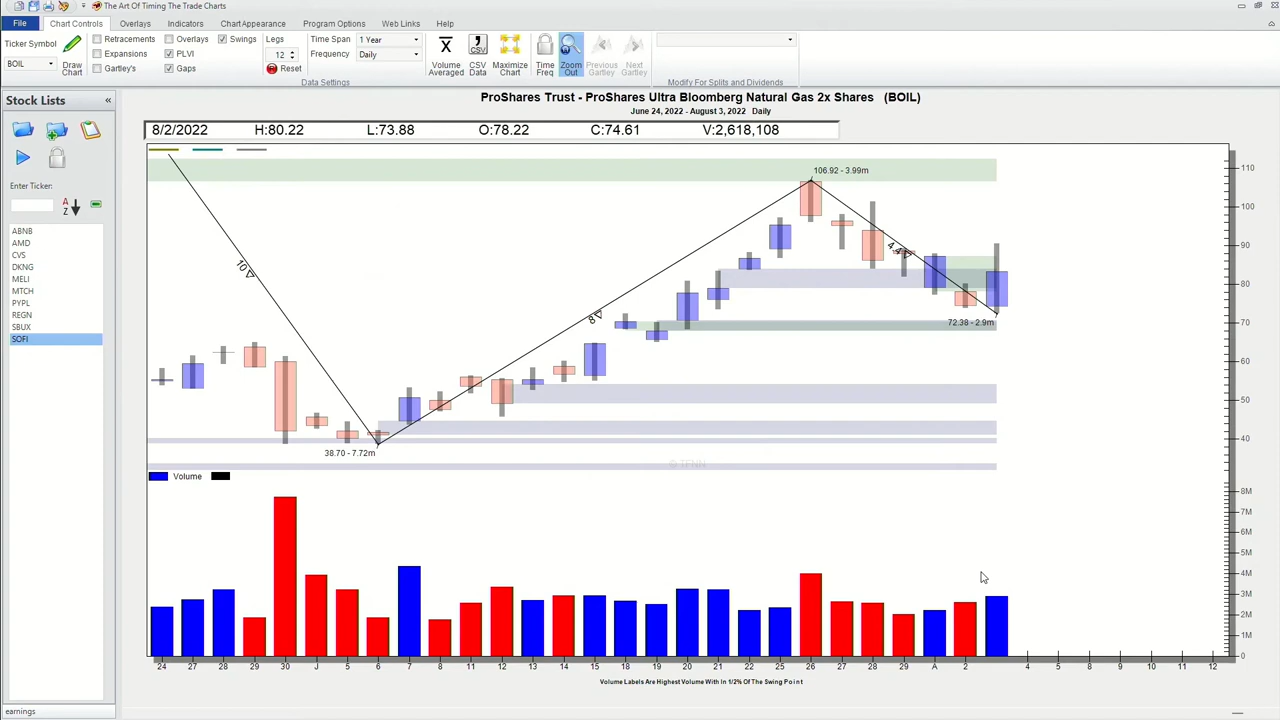 The Art Of Timing The Trade Charts
File
Chart Controls
Overlays
Indicators
Chart Appearance
Program Options
Web Links
Help
Ticker Symbol
BOIL
Draw Chart
Retracements
Overlays
Swings
Expansions
PLVI
Gartley's
Gaps
Legs
12
Reset
Time Span
1 Year
Frequency
Daily
Data Settings
Volume Averaged
CSV
CSV Data
Maximize Chart
Time Freq
Zoom Out
Previous Gartley
Next Gartley
Modify For Splits and Dividends
Stock Lists
«
Enter Ticker:
A
Z
ABNB
AMD
CVS
DKNG
MELI
MTCH
PYPL
REGN
SBUX
SOFI
earnings
ProShares Trust - ProShares Ultra Bloomberg Natural Gas 2x Shares (BOIL)
June 24, 2022 - August 3, 2022 Daily
8/2/2022 H:80.22 L:73.88 O:78.22 C:74.61 V:2,618,108
106.92 - 3.99m
10
8
4.4
72.38 - 2.9m
38.70 - 7.72m
© TFNN
110
100
90
80
70
60
50
40
Volume
8M
7M
6M
5M
4M
3M
2M
1M
0
24 27 28 29 30 J 5 6 7 8 11 12 13 14 15 18 19 20 21 22 25 26 27 28 29 A 2 4 5 8 9 10 11 12
Volume Labels Are Highest Volume With In 1/2% Of The Swing Point